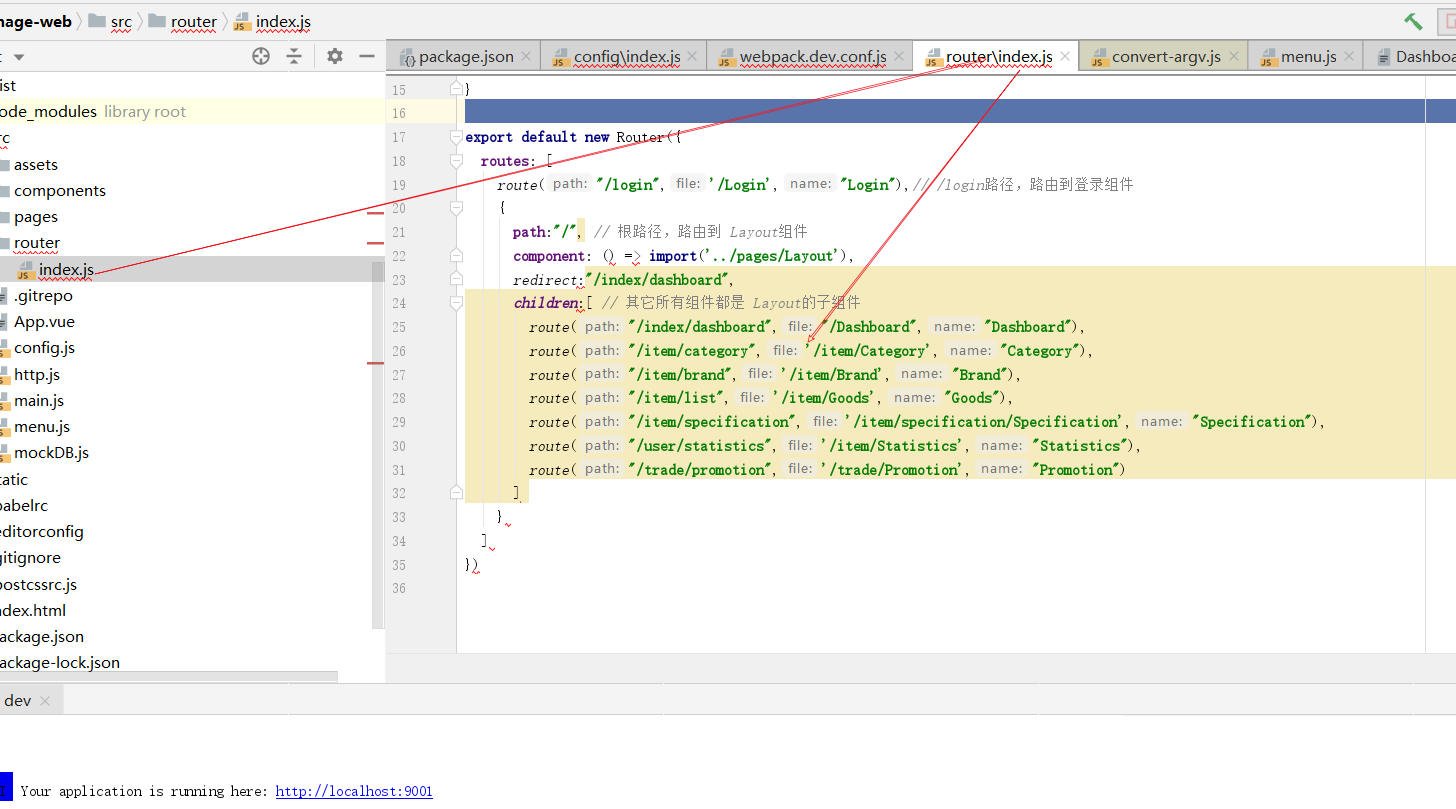 nage-web src router index.js
package.json config\index.js webpack.dev.conf.js router\index.js convert-argv.js menu.js Dashboa
ist
ode_modules library root
rc
assets
components
pages
router
index.js
.gitrepo
App.vue
config.js
http.js
main.js
menu.js
mockDB.js
tatic
babelrc
editorconfig
gitignore
postcssrc.js
ndex.html
ackage.json
ackage-lock.json
15 }
16
17 export default new Router({
18 routes: [
19 route( path: "/login", file: '/Login', name: "Login"),// /login路径，路由到登录组件
20 {
21 path:"/", // 根路径，路由到 Layout组件
22 component: () => import('../pages/Layout'),
23 redirect:"/index/dashboard",
24 children:[ // 其它所有组件都是 Layout的子组件
25 route( path: "/index/dashboard", file: "/Dashboard", name: "Dashboard"),
26 route( path: "/item/category", file: '/item/Category', name: "Category"),
27 route( path: "/item/brand", file: '/item/Brand', name: "Brand"),
28 route( path: "/item/list", file: '/item/Goods', name: "Goods"),
29 route( path: "/item/specification", file: '/item/specification/Specification', name: "Specification"),
30 route( path: "/user/statistics", file: '/item/Statistics', name: "Statistics"),
31 route( path: "/trade/promotion", file: '/trade/Promotion', name: "Promotion")
32 ]
33 }
34 ]
35 })
36
dev
Your application is running here: http://localhost:9001